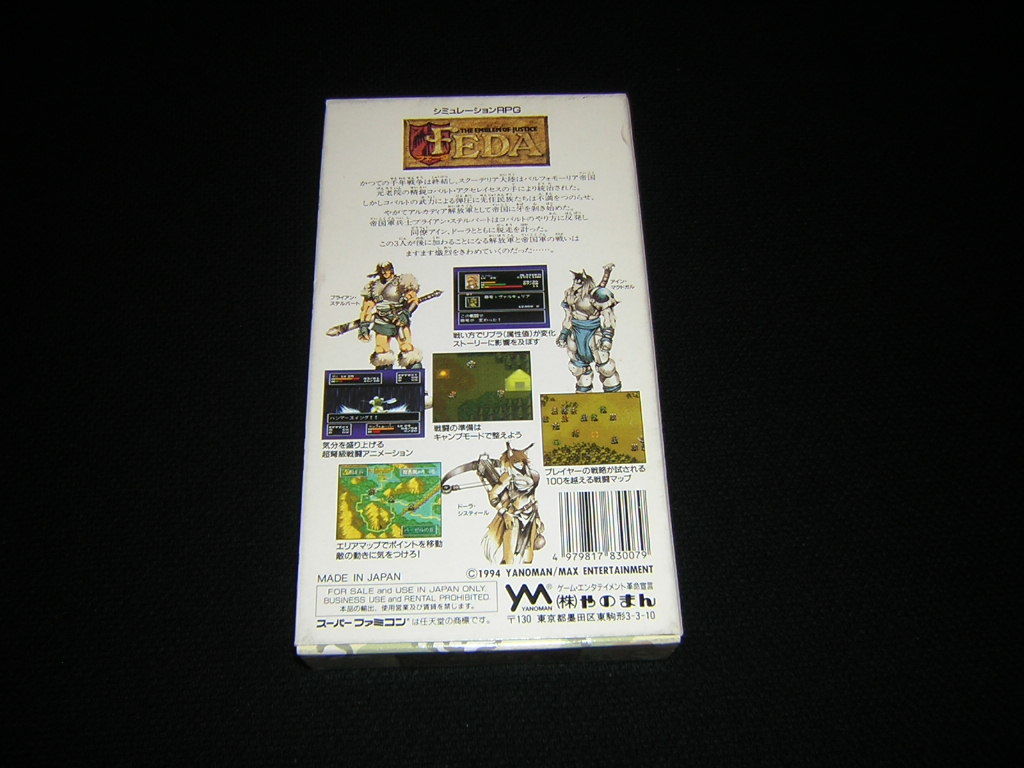 シミュレーションRPG
THE EMBLEM OF JUSTICE
FEDA
かつての千年戦争は終結し、スクーデリア大陸はバルフォモーリア帝国
元老院の精鋭コバルト・アクセレイセスの手により統治された。
しかしコバルトの武力による弾圧に先住民族たちは不満をつのらせ、
やがてアルカディア解放軍として帝国に牙を剥き始めた。
帝国軍兵士ブライアン・ステルバートはコバルトのやり方に反発し
同僚アイン、ドーラとともに脱走を計った。
この3人が後に加わることになる解放軍と帝国軍の戦いは
ますます熾烈をきわめていくのだった……。
ブライアン・
ステルバート
アイン・
マクドガル
戦い方でリブラ(属性値)が変化
ストーリーに影響を及ぼす
ハンマースイング!!
気分を盛り上げる
超弩級戦闘アニメーション
戦闘の準備は
キャンプモードで整えよう
プレイヤーの戦略が試される
100を越える戦闘マップ
ドーラ・
システィール
エリアマップでポイントを移動
敵の動きに気をつけろ!
4 979817 830079
©1994 YANOMAN/MAX ENTERTAINMENT
MADE IN JAPAN
FOR SALE and USE IN JAPAN ONLY.
BUSINESS USE and RENTAL PROHIBITED.
本品の輸出、使用営業及び賃貸を禁じます。
スーパーファミコン®は任天堂の商標です。
YM®
YANOMAN
ゲーム・エンタテイメント革命宣言
(株)やのまん
〒130 東京都墨田区東駒形3-3-10